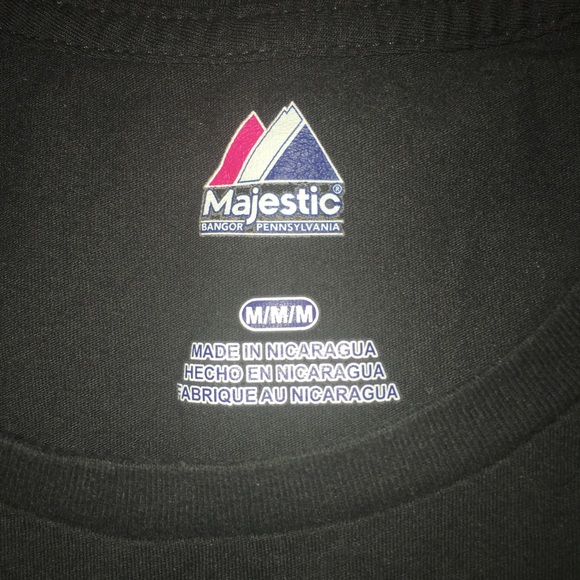 Majestic®
BANGOR PENNSYLVANIA
M/M/M
MADE IN NICARAGUA
HECHO EN NICARAGUA
FABRIQUE AU NICARAGUA